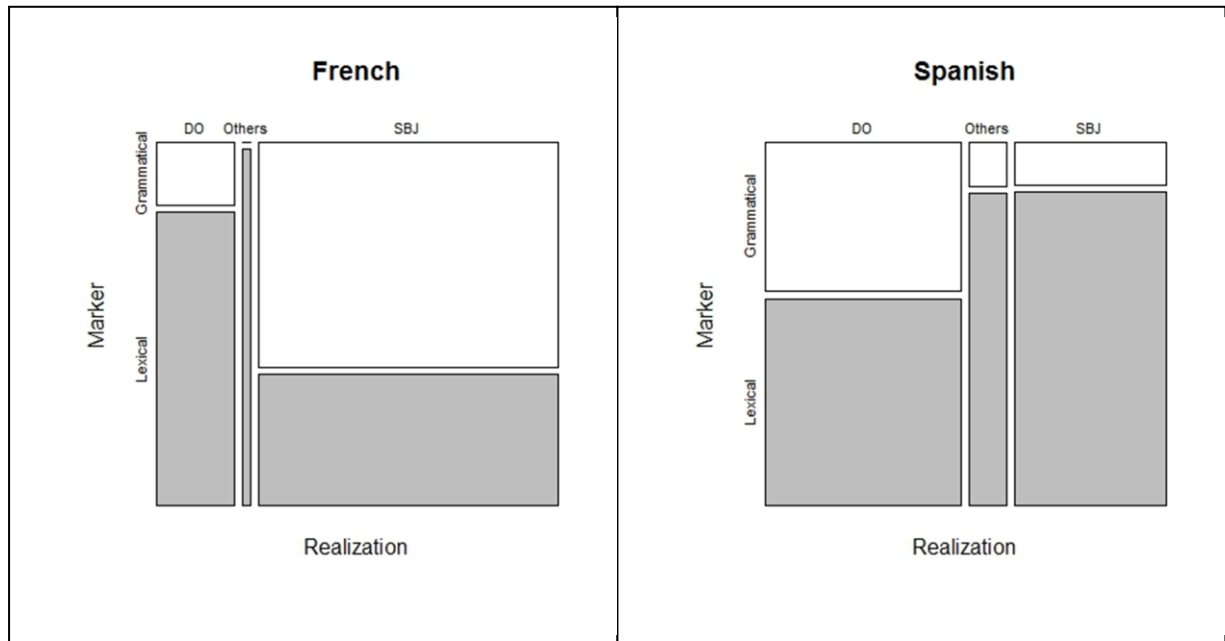 French
DO Others SBJ
Grammatical
Lexical
Marker
Realization
Spanish
DO Others SBJ
Grammatical
Lexical
Marker
Realization